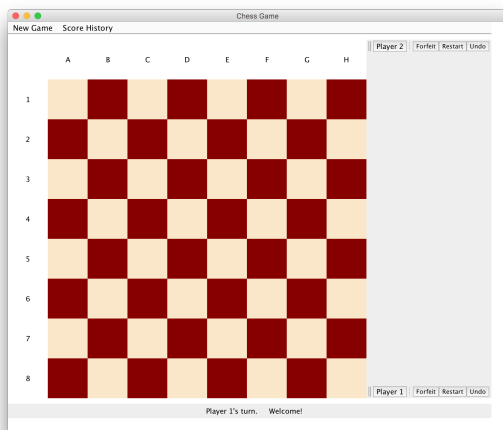 Chess Game
New Game Score History
Player 2 Forfeit Restart Undo
A B C D E F G H
1
2
3
4
5
6
7
8
Player 1 Forfeit Restart Undo
Player 1's turn. Welcome!